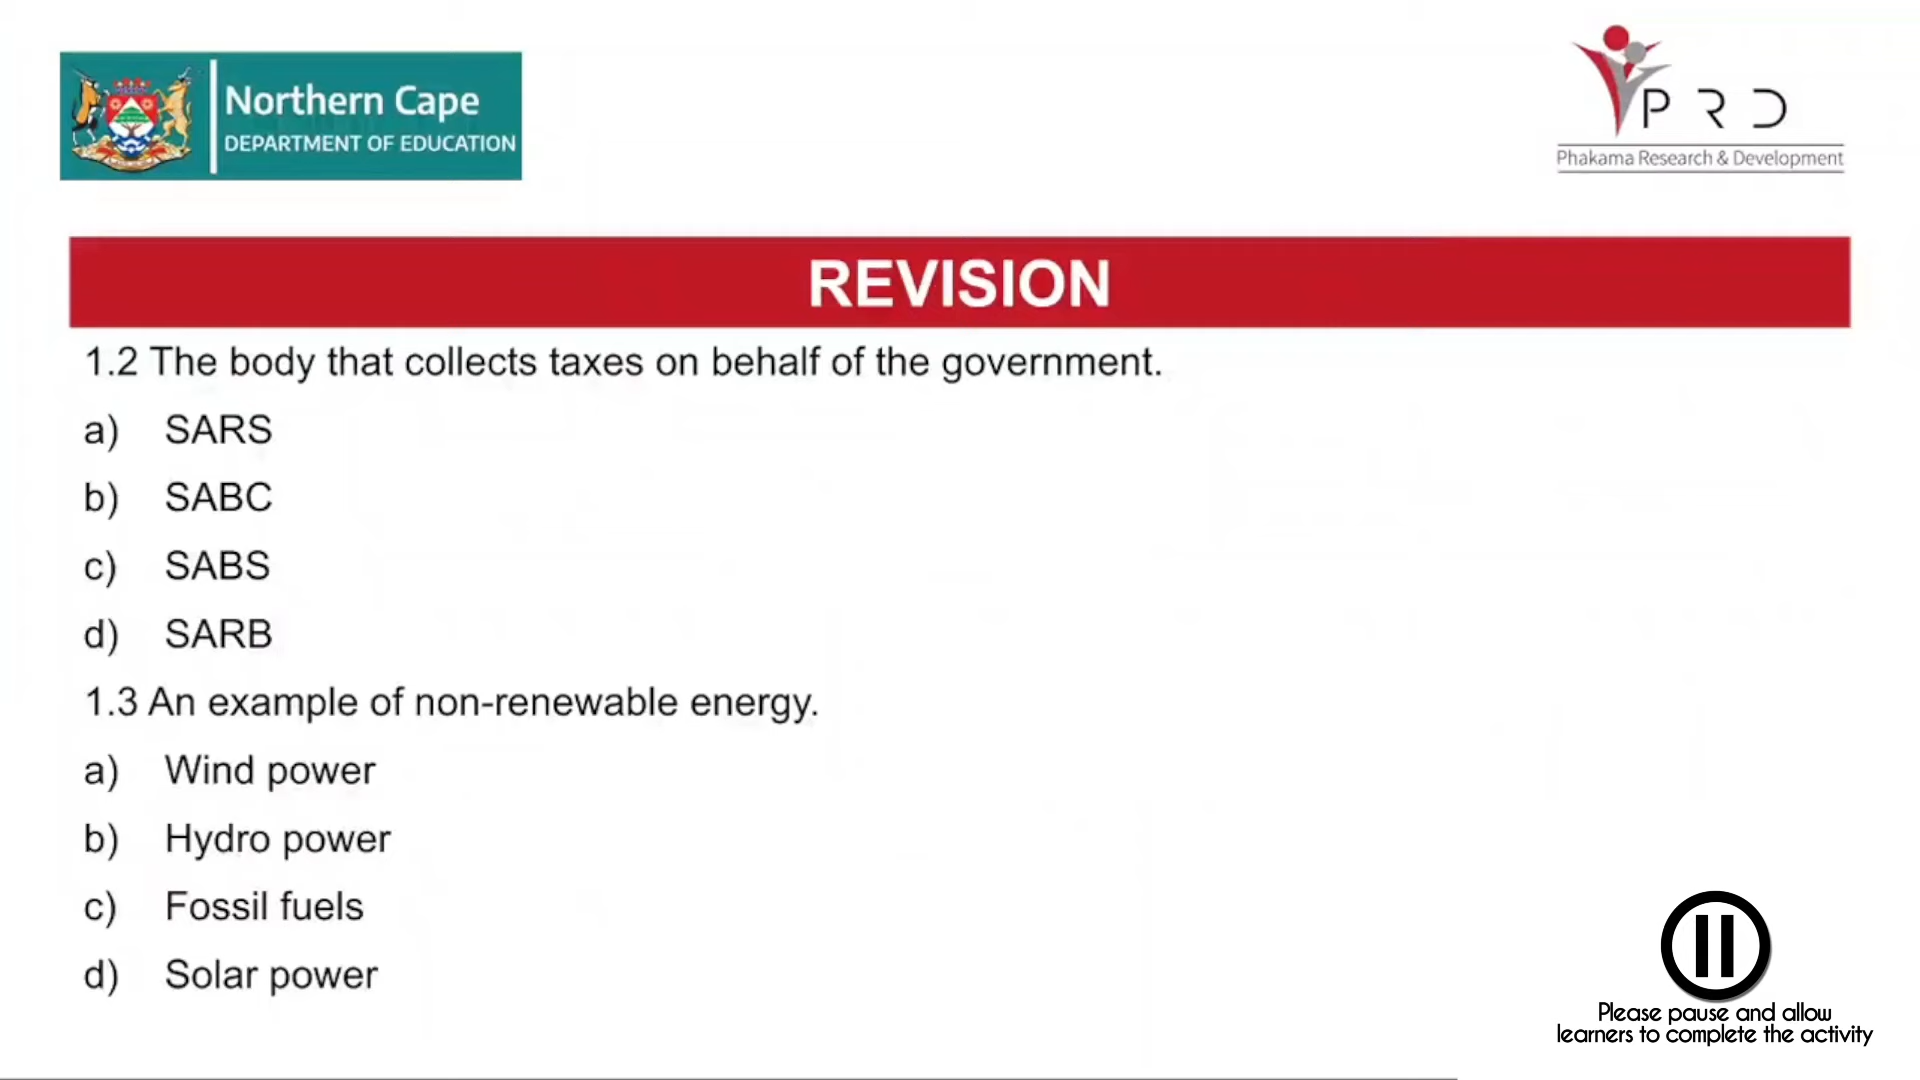 Northern Cape
DEPARTMENT OF EDUCATION
PRD
Phakama Research & Development
REVISION
1.2 The body that collects taxes on behalf of the government.
a) SARS
b) SABC
c) SABS
d) SARB
1.3 An example of non-renewable energy.
a) Wind power
b) Hydro power
c) Fossil fuels
d) Solar power
Please pause and allow
learners to complete the activity